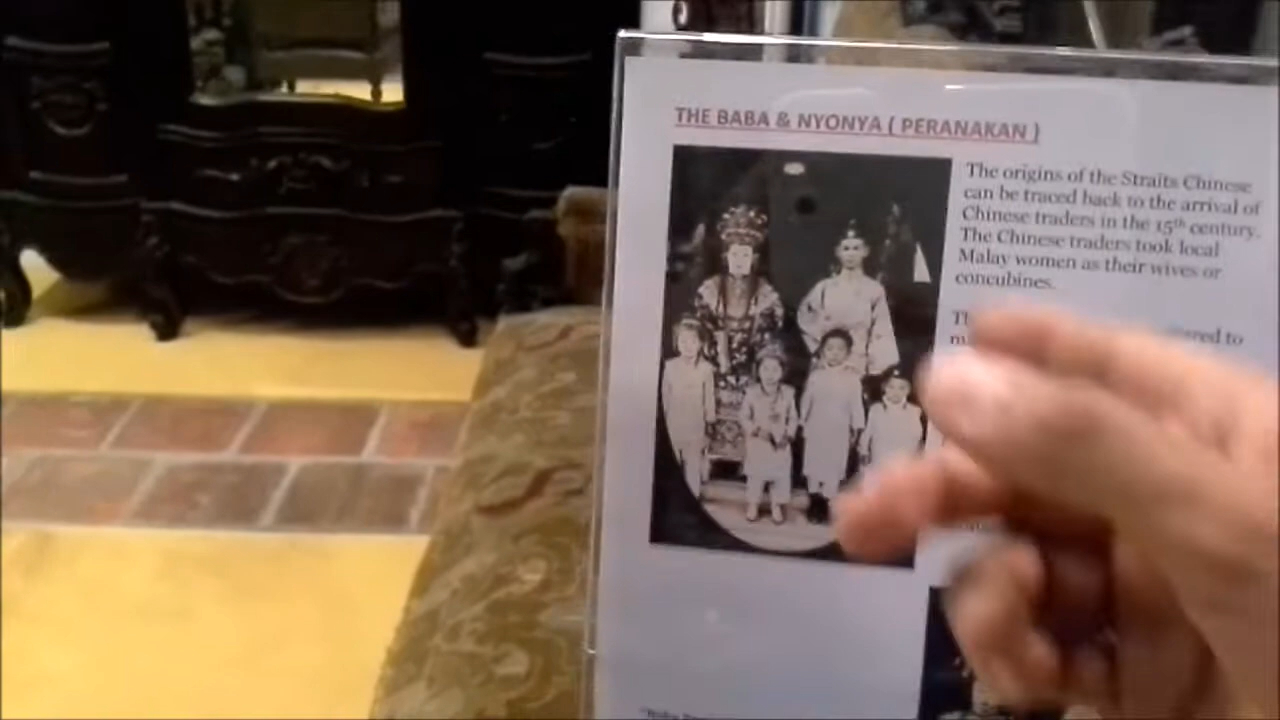 THE BABA & NYONYA ( PERANAKAN )
The origins of the Straits Chinese
can be traced back to the arrival of
Chinese traders in the 15th century.
The Chinese traders took local
Malay women as their wives or
concubines.
to